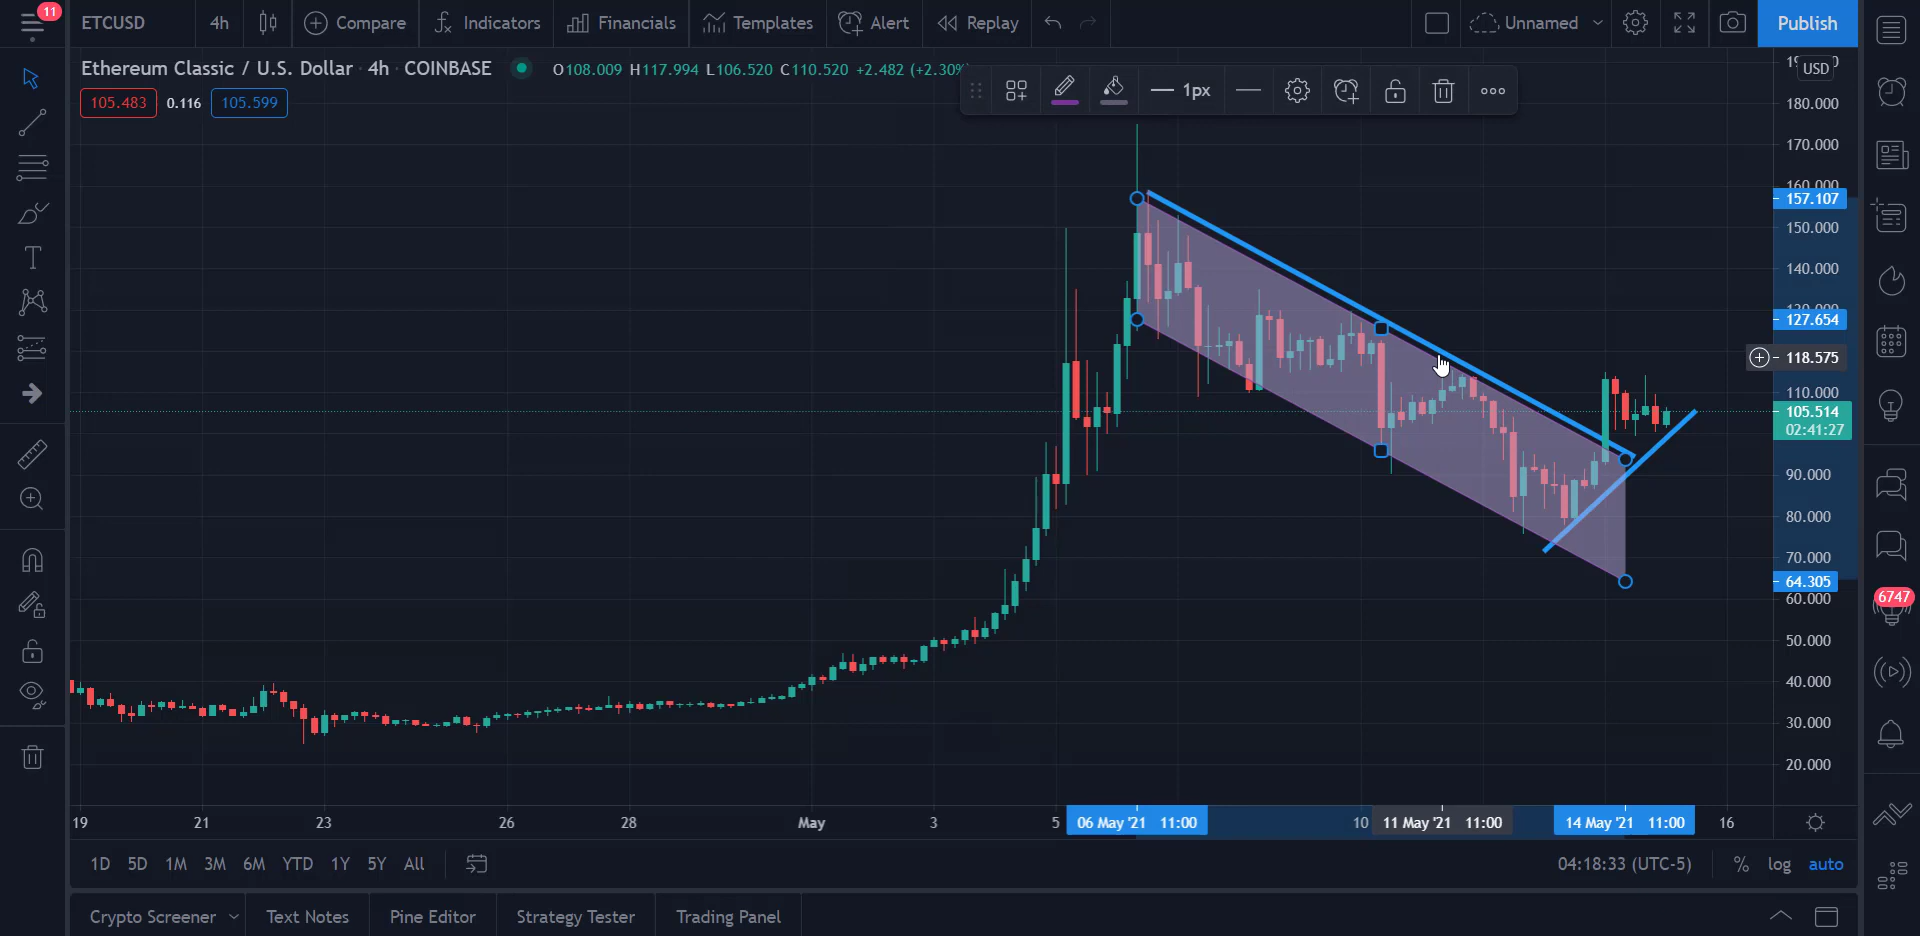 11
ETCUSD 4h Compare Indicators Financials Templates Alert Replay Unnamed Publish
Ethereum Classic / U.S. Dollar · 4h · COINBASE O108.009 H117.994 L106.520 C110.520 +2.482 (+2.30%
105.483 0.116 105.599
1px
USD
180.000
170.000
160.000
157.107
150.000
140.000
130.000
127.654
118.575
110.000
105.514
02:41:27
90.000
80.000
70.000
64.305
60.000
50.000
40.000
30.000
20.000
6747
19 21 23 26 28 May 3 5 06 May '21 11:00 10 11 May '21 11:00 14 May '21 11:00 16
1D 5D 1M 3M 6M YTD 1Y 5Y All 04:18:33 (UTC-5) % log auto
Crypto Screener Text Notes Pine Editor Strategy Tester Trading Panel